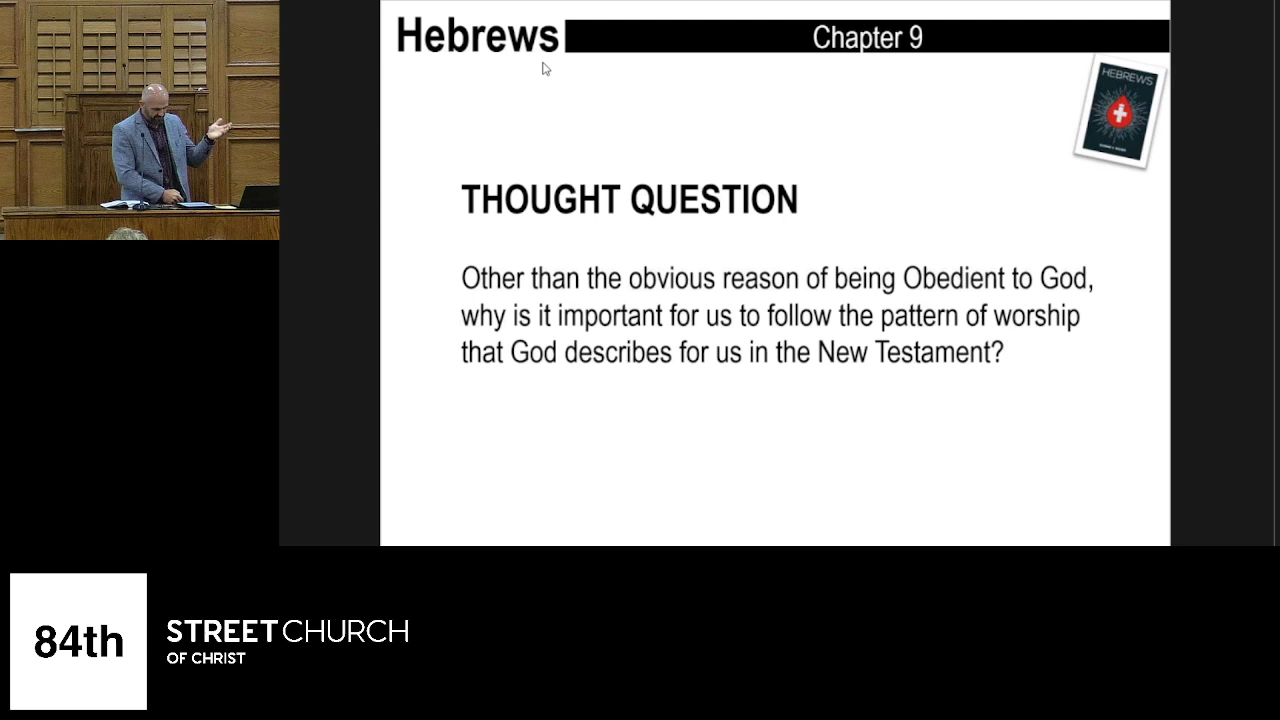 Hebrews
Chapter 9
HEBREWS
THOUGHT QUESTION
Other than the obvious reason of being Obedient to God,
why is it important for us to follow the pattern of worship
that God describes for us in the New Testament?
84th
STREET CHURCH
OF CHRIST